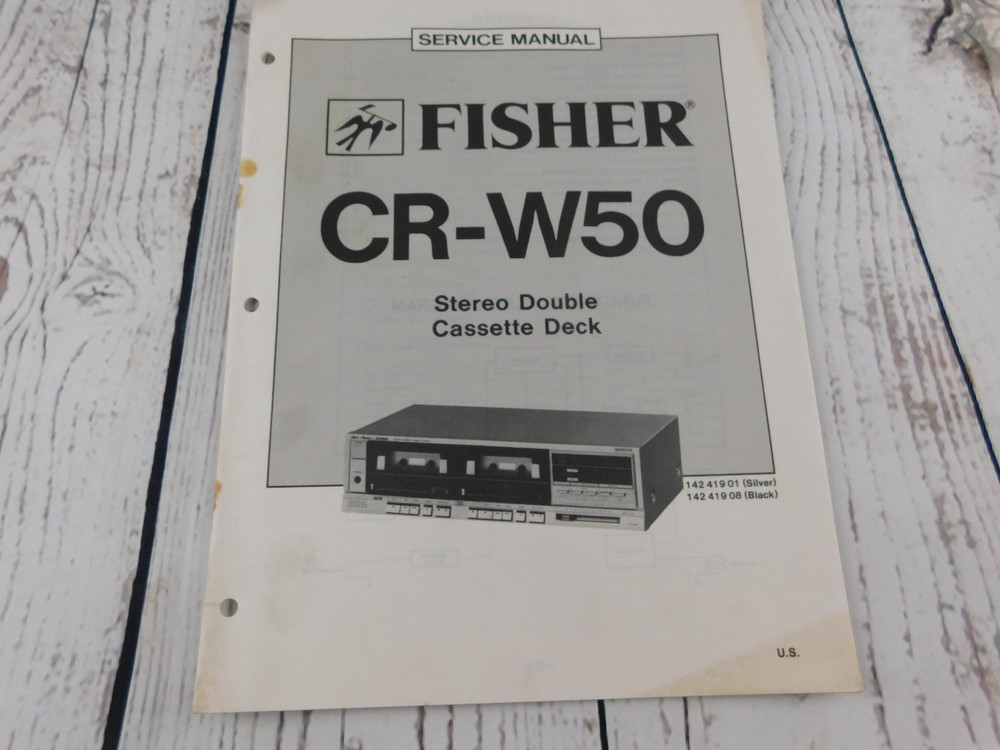 SERVICE MANUAL
FISHER®
CR-W50
Stereo Double
Cassette Deck
142 419 01 (Silver)
142 419 08 (Black)
U.S.